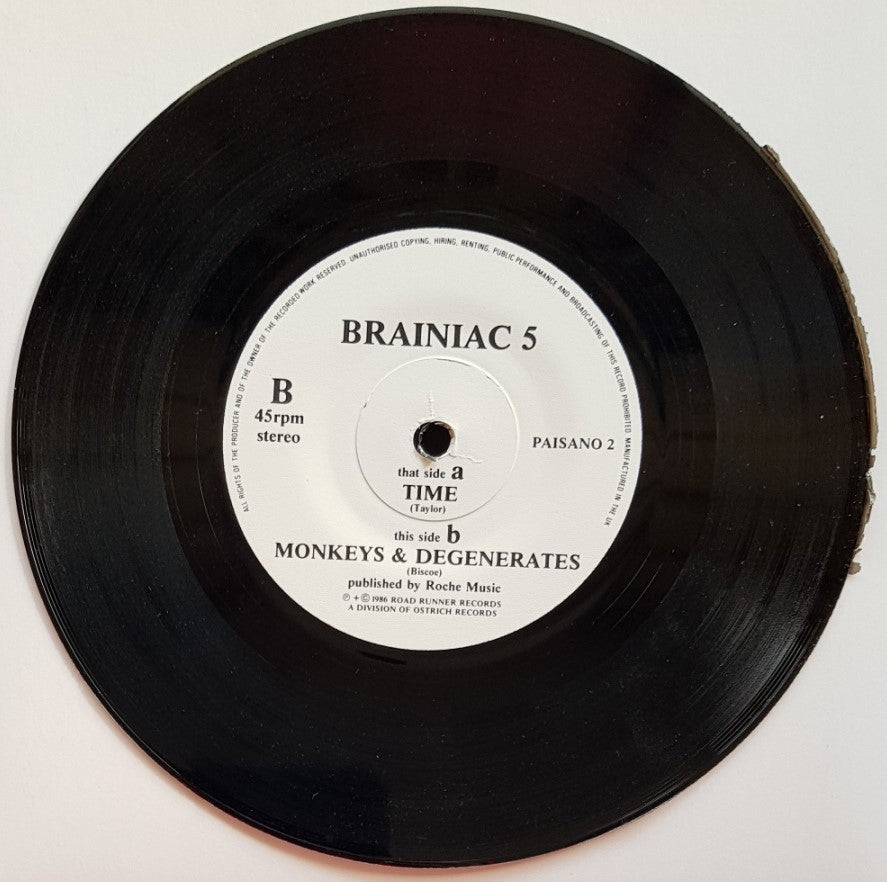 ALL RIGHTS OF THE PRODUCER AND OF THE OWNER OF THE RECORDED WORK RESERVED. UNAUTHORISED COPYING, HIRING, RENTING, PUBLIC PERFORMANCE AND BROADCASTING OF THIS RECORD PROHIBITED. MANUFACTURED IN THE UK
BRAINIAC 5
B
45rpm
stereo
PAISANO 2
that side a
TIME
(Taylor)
this side b
MONKEYS & DEGENERATES
(Biscoe)
published by Roche Music
℗ + © 1986 ROAD RUNNER RECORDS
A DIVISION OF OSTRICH RECORDS